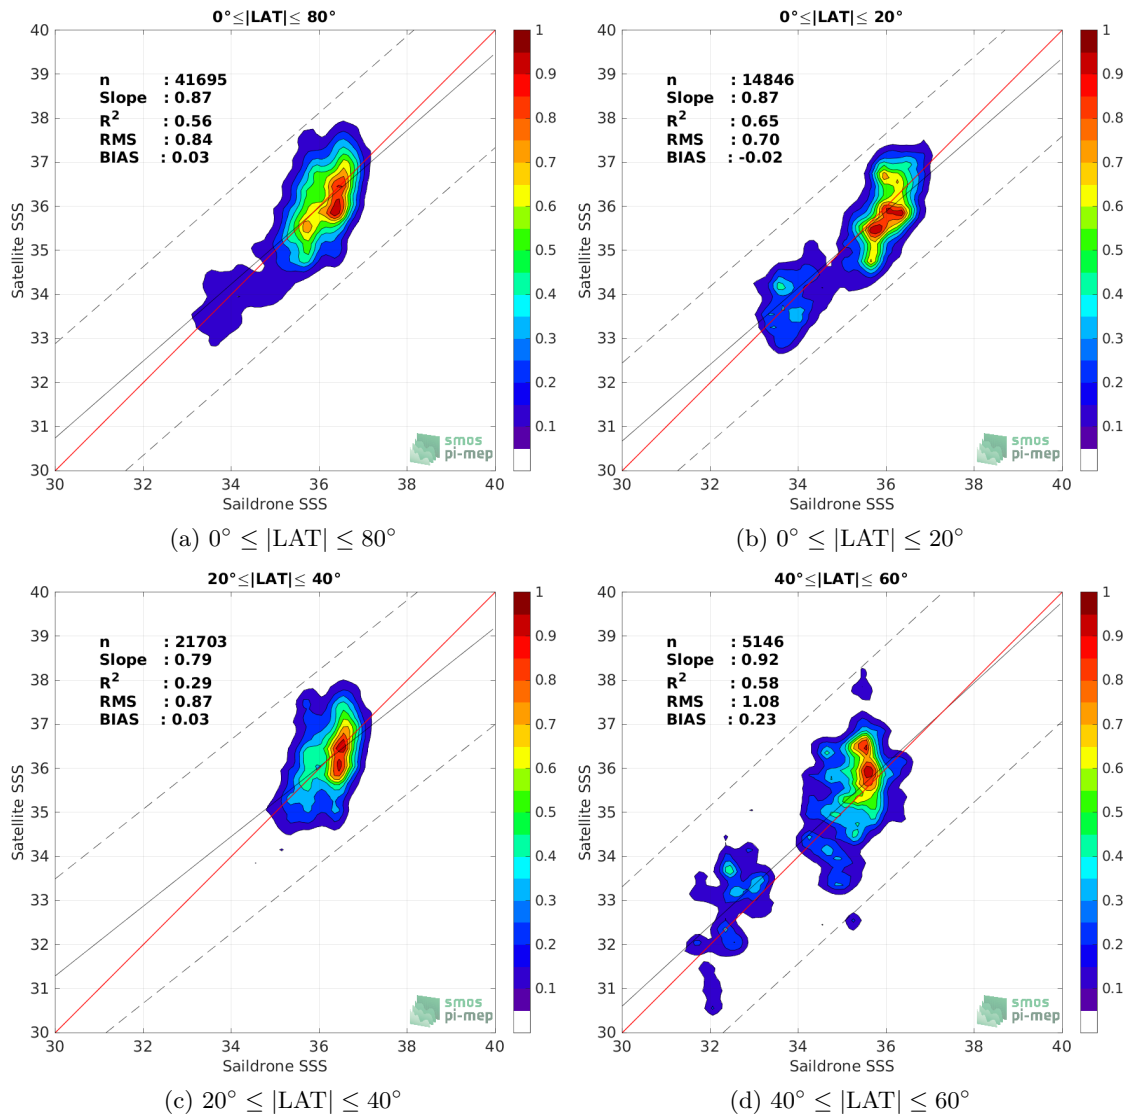 0°≤|LAT|≤ 80°
n : 41695
Slope : 0.87
R² : 0.56
RMS : 0.84
BIAS : 0.03
Satellite SSS
40
39
38
37
36
35
34
33
32
31
30
30 32 34 36 38 40
Saildrone SSS
1
0.9
0.8
0.7
0.6
0.5
0.4
0.3
0.2
0.1
smos
pi-mep
(a) 0° ≤ |LAT| ≤ 80°
0°≤|LAT|≤ 20°
n : 14846
Slope : 0.87
R² : 0.65
RMS : 0.70
BIAS : -0.02
Satellite SSS
40
39
38
37
36
35
34
33
32
31
30
30 32 34 36 38 40
Saildrone SSS
1
0.9
0.8
0.7
0.6
0.5
0.4
0.3
0.2
0.1
smos
pi-mep
(b) 0° ≤ |LAT| ≤ 20°
20°≤|LAT|≤ 40°
n : 21703
Slope : 0.79
R² : 0.29
RMS : 0.87
BIAS : 0.03
Satellite SSS
40
39
38
37
36
35
34
33
32
31
30
30 32 34 36 38 40
Saildrone SSS
1
0.9
0.8
0.7
0.6
0.5
0.4
0.3
0.2
0.1
smos
pi-mep
(c) 20° ≤ |LAT| ≤ 40°
40°≤|LAT|≤ 60°
n : 5146
Slope : 0.92
R² : 0.58
RMS : 1.08
BIAS : 0.23
Satellite SSS
40
39
38
37
36
35
34
33
32
31
30
30 32 34 36 38 40
Saildrone SSS
1
0.9
0.8
0.7
0.6
0.5
0.4
0.3
0.2
0.1
smos
pi-mep
(d) 40° ≤ |LAT| ≤ 60°